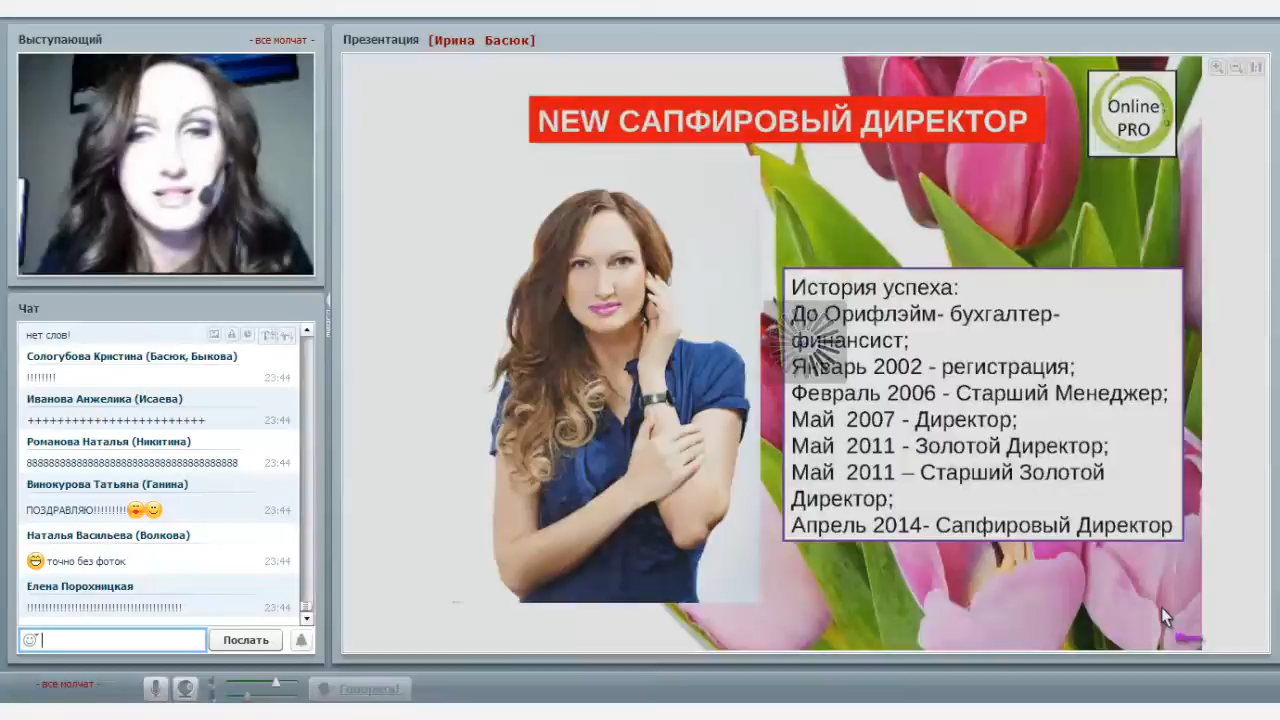 Выступающий
- все молчат -
Презентация [Ирина Басюк]
NEW САПФИРОВЫЙ ДИРЕКТОР
Online
PRO
История успеха:
До Орифлэйм- бухгалтер-
финансист;
Январь 2002 - регистрация;
Февраль 2006 - Старший Менеджер;
Май 2007 - Директор;
Май 2011 - Золотой Директор;
Май 2011 – Старший Золотой
Директор;
Апрель 2014- Сапфировый Директор
Чат
нет слов!
Сологубова Кристина (Басюк, Быкова)
!!!!!!!! 23:44
Иванова Анжелика (Исаева)
++++++++++++++++++++++++ 23:44
Романова Наталья (Никитина)
88888888888888888888888888888888888888 23:44
Винокурова Татьяна (Ганина)
ПОЗДРАВЛЯЮ!!!!!!!!! 23:44
Наталья Васильева (Волкова)
точно без фоток 23:44
Елена Порохницкая
!!!!!!!!!!!!!!!!!!!!!!!!!!!!!!!!!!!!!!!!!! 23:44
Послать
- все молчат -
Говорить!